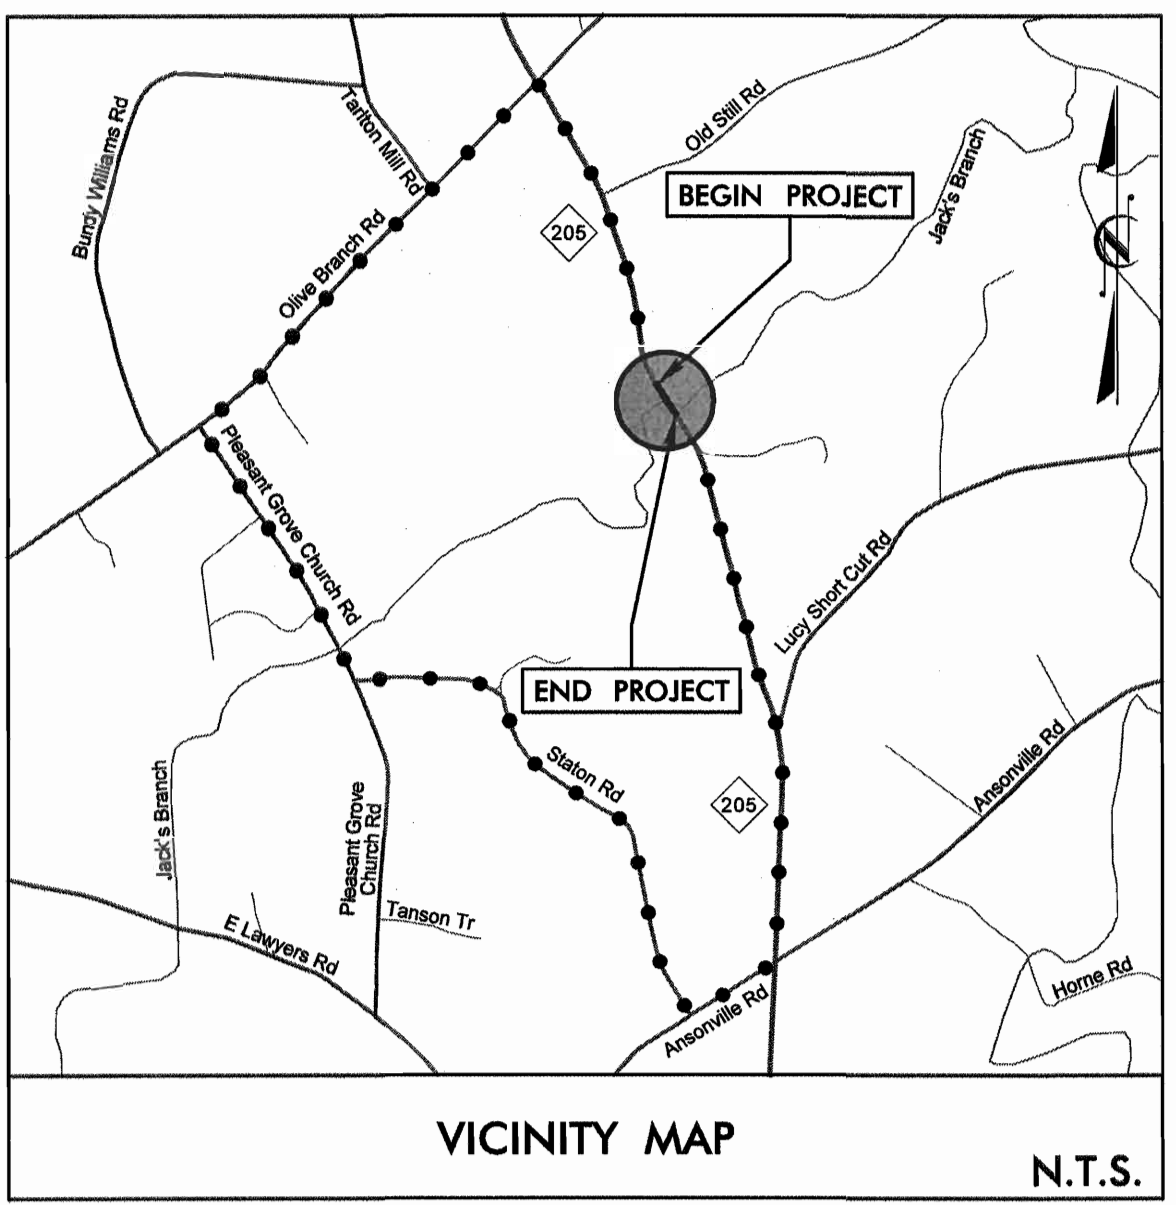 Bundy Williams Rd
Tarlton Mill Rd
Old Still Rd
Jack's Branch
BEGIN PROJECT
205
Olive Branch Rd
N
Pleasant Grove Church Rd
Lucy Short Cut Rd
END PROJECT
Staton Rd
205
Ansonville Rd
Jack's Branch
Pleasant Grove
Church Rd
Tanson Tr
E Lawyers Rd
Horne Rd
Ansonville Rd
VICINITY MAP
N.T.S.